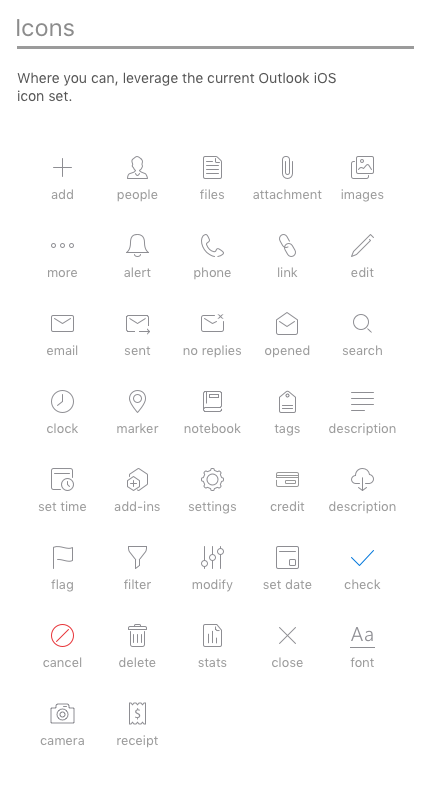 Icons
Where you can, leverage the current Outlook iOS
icon set.
add people files attachment images
more alert phone link edit
email sent no replies opened search
clock marker notebook tags description
set time add-ins settings credit description
flag filter modify set date check
Aa
cancel delete stats close font
$
camera receipt